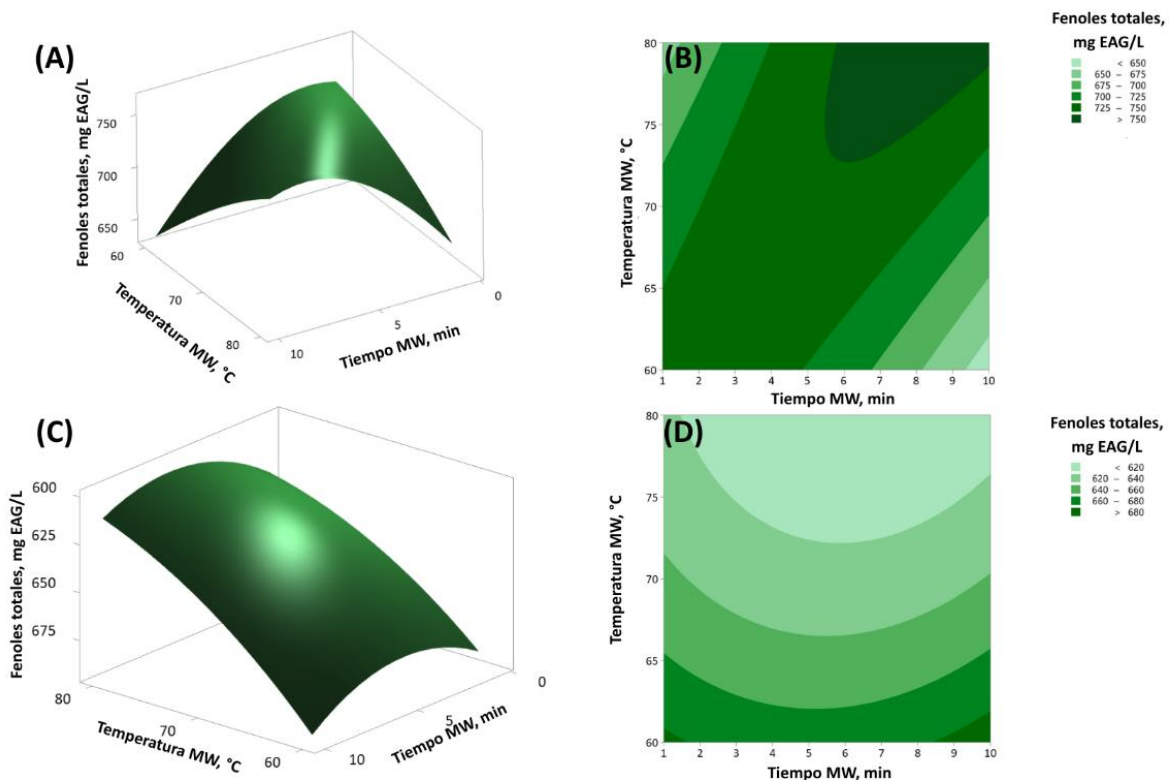 (A)
Fenoles totales, mg EAG/L
750
700
650
60
70
80
Temperatura MW, °C
10
5
0
Tiempo MW, min
(B)
Temperatura MW, °C
80
75
70
65
60
1 2 3 4 5 6 7 8 9 10
Tiempo MW, min
Fenoles totales,
mg EAG/L
< 650
650 – 675
675 – 700
700 – 725
725 – 750
> 750
(C)
Fenoles totales, mg EAG/L
600
625
650
675
80
70
60
Temperatura MW, °C
10
5
0
Tiempo MW, min
(D)
Temperatura MW, °C
80
75
70
65
60
1 2 3 4 5 6 7 8 9 10
Tiempo MW, min
Fenoles totales,
mg EAG/L
< 620
620 – 640
640 – 660
660 – 680
> 680